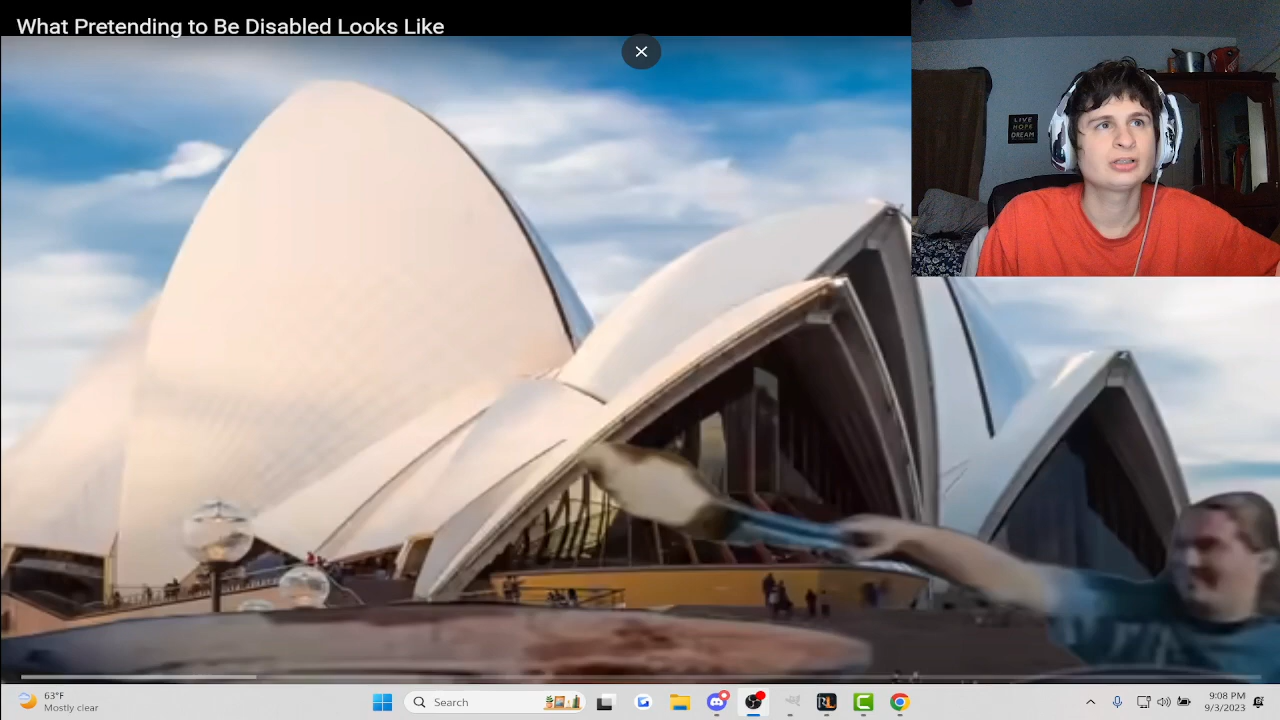 What Pretending to Be Disabled Looks Like
LIVE
HOPE
DREAM
63°F
Mostly clear
Search
9:08 PM
9/3/2023